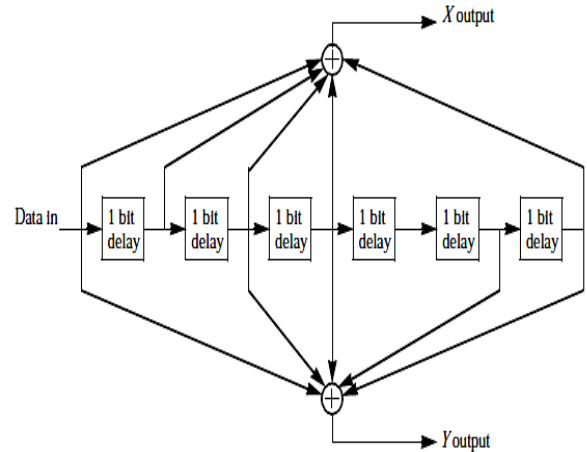 X output
Data in
1 bit
delay
1 bit
delay
1 bit
delay
1 bit
delay
1 bit
delay
1 bit
delay
Y output